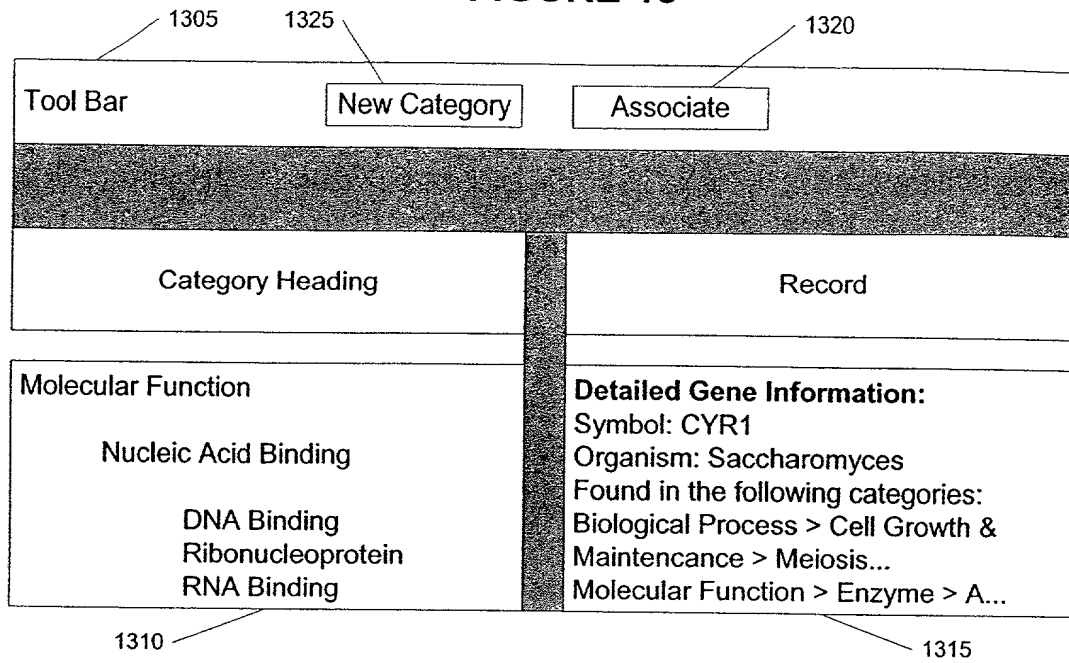 1305
1325
1320
Tool Bar
New Category
Associate
Category Heading
Record
Molecular Function
Nucleic Acid Binding
DNA Binding
Ribonucleoprotein
RNA Binding
Detailed Gene Information:
Symbol: CYR1
Organism: Saccharomyces
Found in the following categories:
Biological Process > Cell Growth &
Maintencance > Meiosis...
Molecular Function > Enzyme > A...
1310
1315